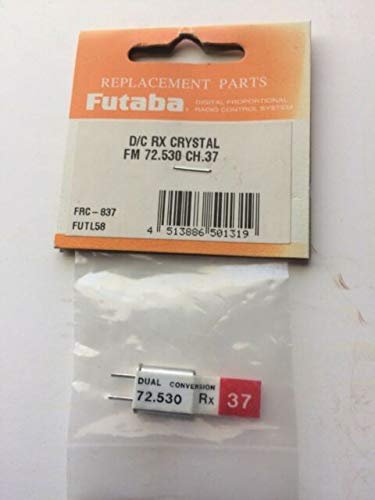 REPLACEMENT PARTS
Futaba
DIGITAL PROPORTIONAL
RADIO CONTROL SYSTEM
D/C RX CRYSTAL
FM 72.530 CH.37
FRC-837
FUTL58
4 513886 501319
DUAL CONVERSION
72.530 Rx 37